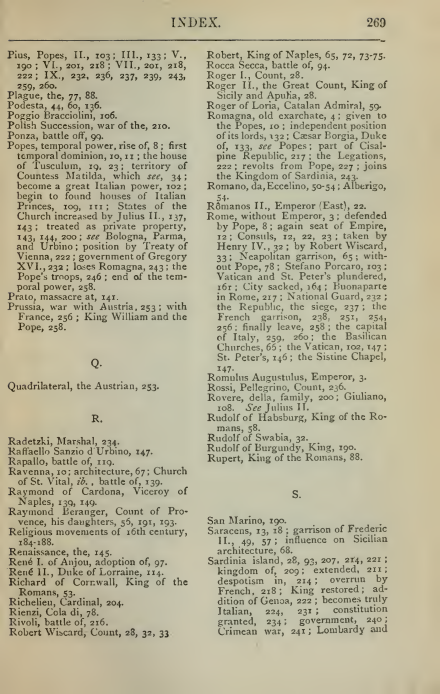 INDEX.
269
Pius, Popes, II., 103; III., 133; V.,
190; VI., 201, 218; VII., 201, 218,
222; IX., 232, 236, 237, 239, 243,
259, 260.
Plague, the, 77, 88.
Podesta, 44, 60, 136.
Poggio Bracciolini, 106.
Polish Succession, war of the, 210.
Ponza, battle off, 99.
Popes, temporal power, rise of, 8; first
temporal dominion, 10, 11; the house
of Tusculum, 19, 23; territory of
Countess Matilda, which see, 34;
become a great Italian power, 102;
begin to found houses of Italian
Princes, 109, 111; States of the
Church increased by Julius II., 137,
143; treated as private property,
143, 144, 200; see Bologna, Parma,
and Urbino; position by Treaty of
Vienna, 222; government of Gregory
XVI., 232; loses Romagna, 243; the
Pope's troops, 246; end of the tem-
poral power, 258.
Prato, massacre at, 141.
Prussia, war with Austria, 253; with
France, 256; King William and the
Pope, 258.
Q.
Quadrilateral, the Austrian, 253.
R.
Radetzki, Marshal, 234.
Raffaello Sanzio d'Urbino, 147.
Rapallo, battle of, 119.
Ravenna, 10; architecture, 67; Church
of St. Vital, ib., battle of, 139.
Raymond of Cardona, Viceroy of
Naples, 139, 149.
Raymond Beranger, Count of Pro-
vence, his daughters, 56, 191, 193.
Religious movements of 16th century,
184-188.
Renaissance, the, 145.
René I. of Anjou, adoption of, 97.
René II., Duke of Lorraine, 114.
Richard of Cornwall, King of the
Romans, 53.
Richelieu, Cardinal, 204.
Rienzi, Cola di, 78.
Rivoli, battle of, 216.
Robert Wiscard, Count, 28, 32, 33
Robert, King of Naples, 65, 72, 73-75.
Rocca Secca, battle of, 94.
Roger I., Count, 28.
Roger II., the Great Count, King of
Sicily and Apulia, 28.
Roger of Loria, Catalan Admiral, 59.
Romagna, old exarchate, 4; given to
the Popes, 10; independent position
of its lords, 132; Cæsar Borgia, Duke
of, 133, see Popes; part of Cisal-
pine Republic, 217; the Legations,
222; revolts from Pope, 227; joins
the Kingdom of Sardinia, 243.
Romano, da, Eccelino, 50-54; Alberigo,
54.
Rômanos II., Emperor (East), 22.
Rome, without Emperor, 3; defended
by Pope, 8; again seat of Empire,
12; Consuls, 12, 22, 23; taken by
Henry IV., 32; by Robert Wiscard,
33; Neapolitan garrison, 65; with-
out Pope, 78; Stefano Porcaro, 103;
Vatican and St Peter's plundered,
161; City sacked, 164; Buonaparte
in Rome, 217; National Guard, 232;
the Republic, the siege, 237; the
French garrison, 238, 251, 254,
256; finally leave, 258; the capital
of Italy, 259, 260; the Basilican
Churches, 66; the Vatican, 102, 147;
St. Peter's, 146; the Sistine Chapel,
147.
Romulus Augustulus, Emperor, 3.
Rossi, Pellegrino, Count, 236.
Rovere, della, family, 200; Giuliano,
108. See Julius II.
Rudolf of Habsburg, King of the Ro-
mans, 58.
Rudolf of Swabia, 32.
Rudolf of Burgundy, King, 190.
Rupert, King of the Romans, 88.
S.
San Marino, 190.
Saracens, 13, 18; garrison of Frederic
II., 49, 57; influence on Sicilian
architecture, 68.
Sardinia island, 28, 93, 207, 214, 221;
kingdom of, 209; extended, 211;
despotism in, 214; overrun by
French, 218; King restored; ad-
dition of Genoa, 222; becomes truly
Italian, 224, 231; constitution
granted, 234; government, 240;
Crimean war, 241; Lombardy and